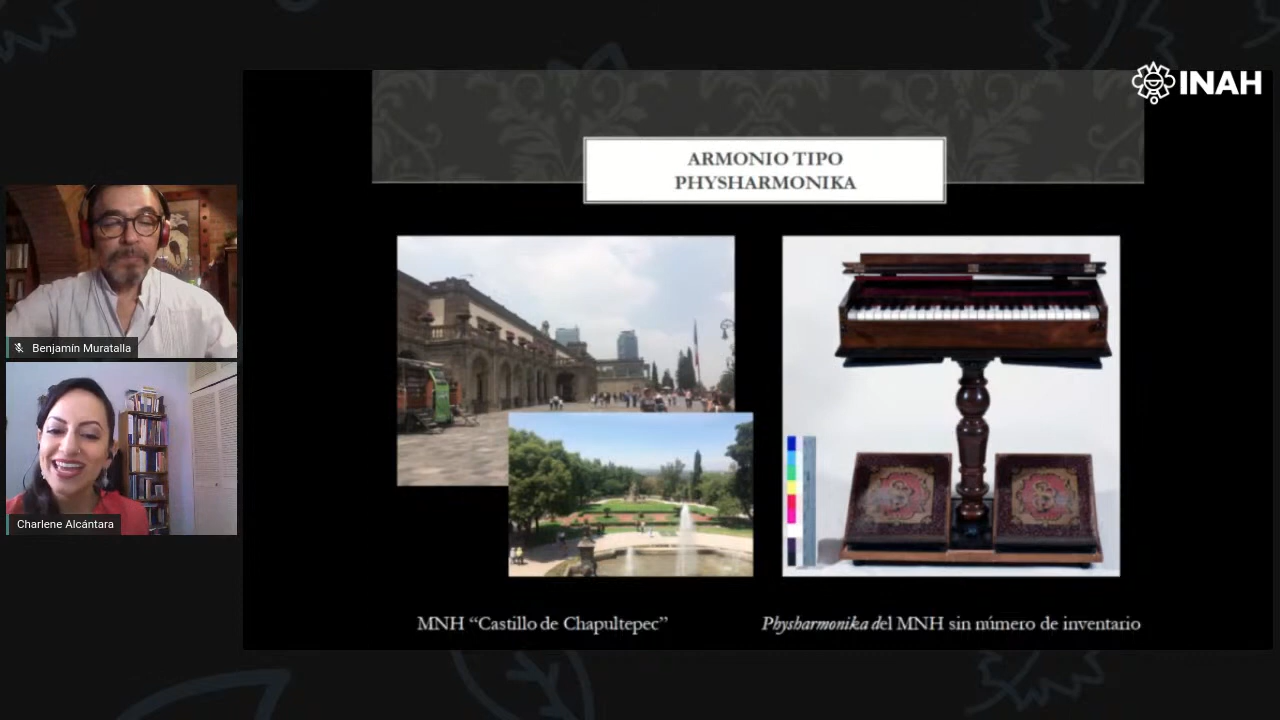 INAH
ARMONIO TIPO
PHYSHARMONIKA
Benjamín Muratalla
Charlene Alcántara
MNH “Castillo de Chapultepec”
Physharmonika del MNH sin número de inventario